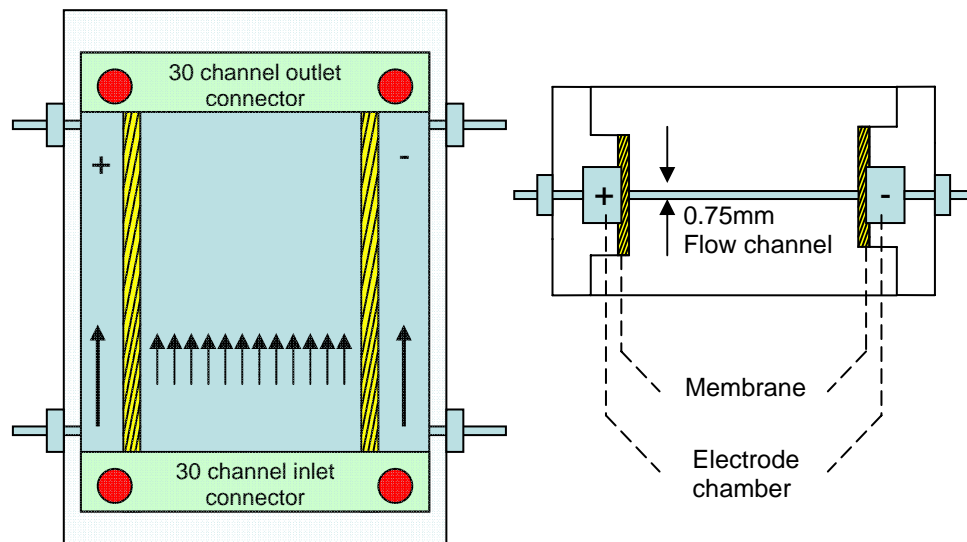 30 channel outlet
connector
+
-
30 channel inlet
connector
+
-
0.75mm
Flow channel
Membrane
Electrode
chamber